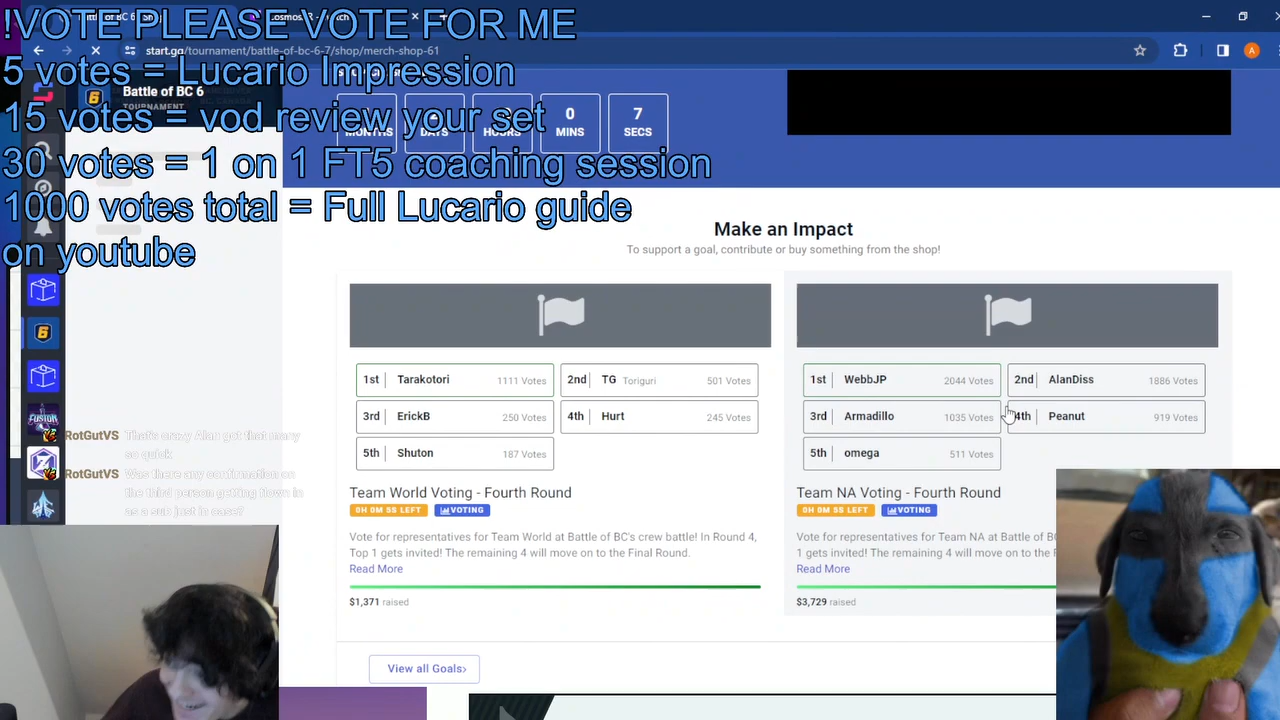 !VOTE PLEASE VOTE FOR ME
5 votes = Lucario Impression
15 votes = vod review your set
30 votes = 1 on 1 FT5 coaching session
1000 votes total = Full Lucario guide
on youtube
start.gg/tournament/battle-of-bc-6-7/shop/merch-shop-61
A
6
Battle of BC 6
TOURNAMENT
MONTHS
DAYS
HOURS
0
MINS
7
SECS
Make an Impact
To support a goal, contribute or buy something from the shop!
1st Tarakotori 1111 Votes
2nd TG Toriguri 501 Votes
3rd ErickB 250 Votes
4th Hurt 245 Votes
5th Shuton 187 Votes
Team World Voting - Fourth Round
0H 0M 5S LEFT VOTING
Vote for representatives for Team World at Battle of BC's crew battle! In Round 4,
Top 1 gets invited! The remaining 4 will move on to the Final Round.
Read More
$1,371 raised
1st WebbJP 2044 Votes
2nd AlanDiss 1886 Votes
3rd Armadillo 1035 Votes
4th Peanut 919 Votes
5th omega 511 Votes
Team NA Voting - Fourth Round
0H 0M 5S LEFT VOTING
Vote for representatives for Team NA at Battle of BC
1 gets invited! The remaining 4 will move on to the F
Read More
$3,729 raised
View all Goals
6
RotGutVS That's crazy Alan got that many
so quick
RotGutVS Was there any confirmation on
the third person getting flown in
as a sub just in case?